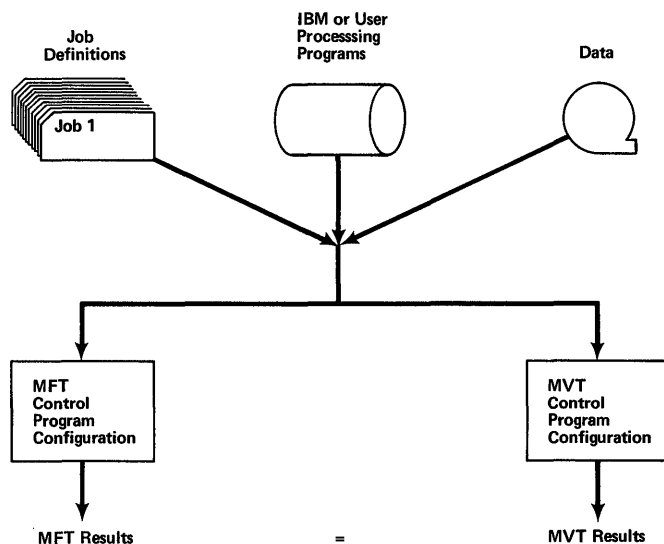 Job
Definitions
IBM or User
Processsing
Programs
Data
Job 1
MFT
Control
Program
Configuration
MVT
Control
Program
Configuration
MFT Results
=
MVT Results